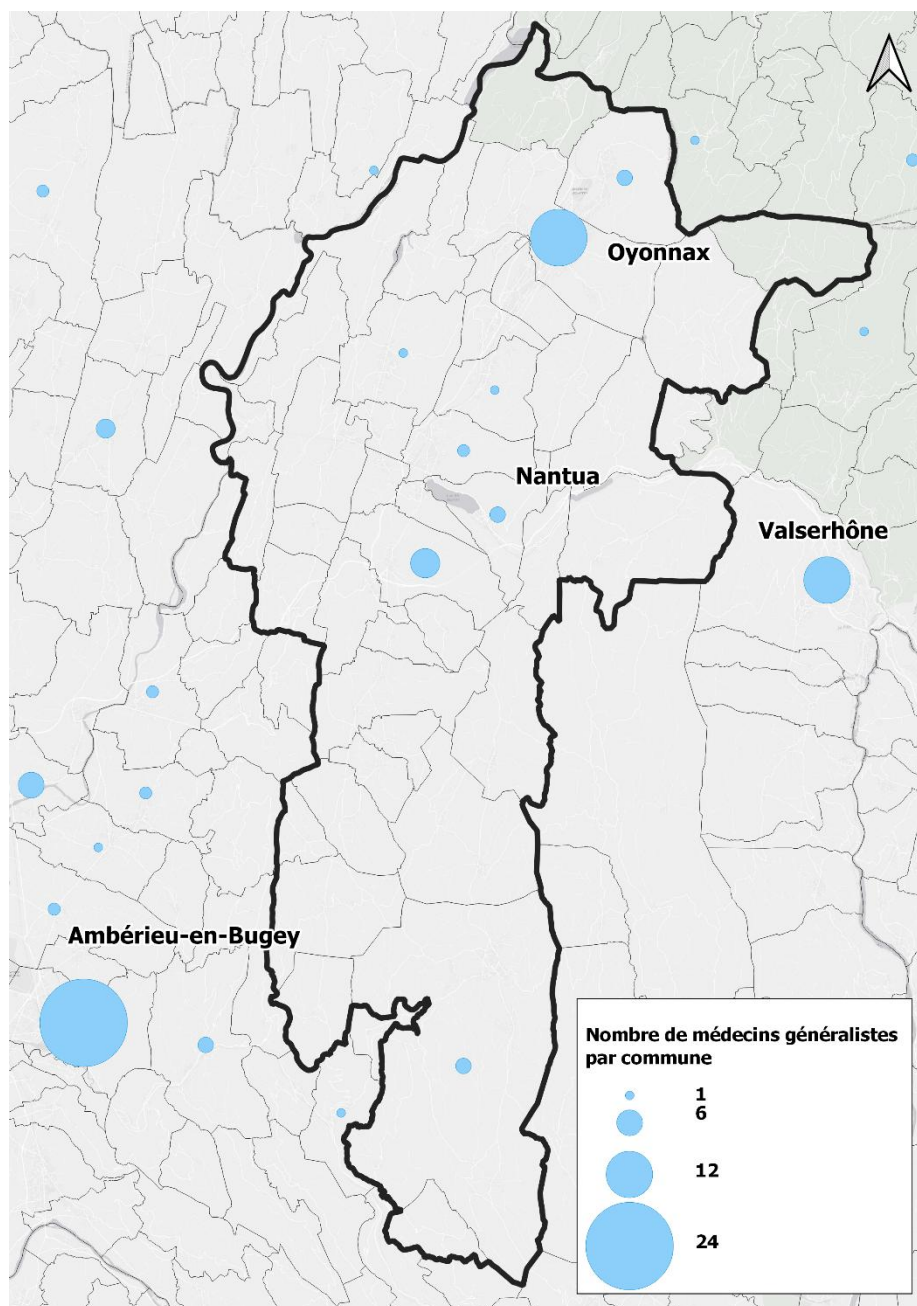 Oyonnax
Nantua
Valserhône
Ambérieu-en-Bugey
Nombre de médecins généralistes
par commune
1
6
12
24